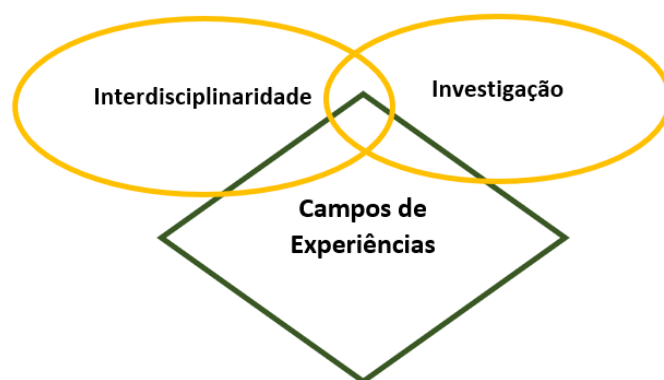 Interdisciplinaridade
Investigação
Campos de
Experiências